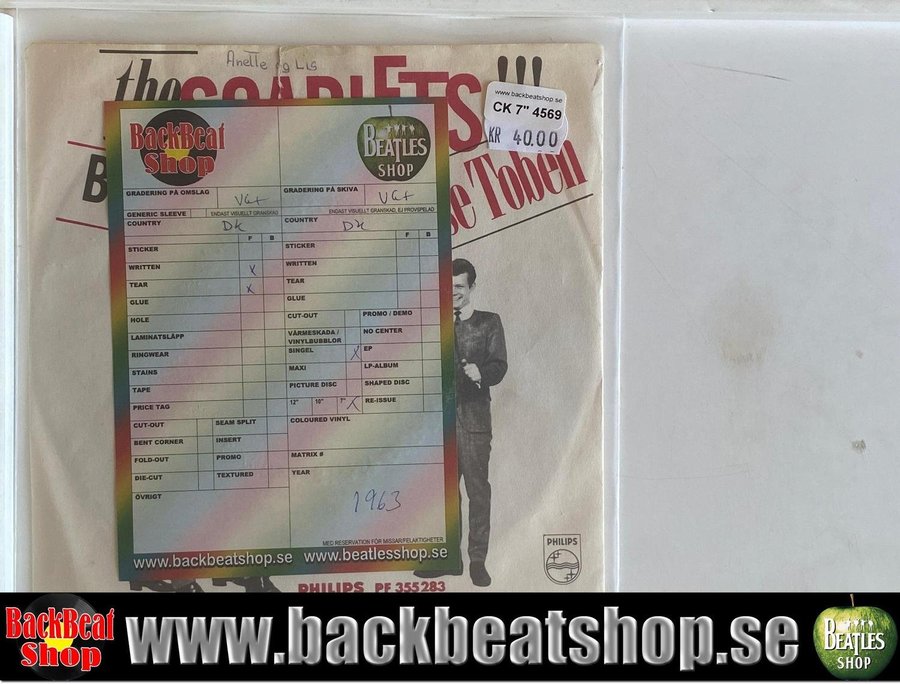 Anette og Lis
the SCARLETS!!!
www.backbeatshop.se
CK 7" 4569
KR 40.00
B
se Toben
BackBeat
Shop
BEATLES
SHOP
GRADERING PÅ OMSLAG VG+
GRADERING PÅ SKIVA VG+
GENERIC SLEEVE ENDAST VISUELLT GRANSKAD
ENDAST VISUELLT GRANSKAD, EJ PROVSPELAD
COUNTRY DK
COUNTRY DK
F B
F B
STICKER
STICKER
WRITTEN X
WRITTEN
TEAR X
TEAR
GLUE
GLUE
HOLE
CUT-OUT
PROMO / DEMO
LAMINATSLÄPP
VÄRMESKADA /
VINYLBUBBLOR
NO CENTER
RINGWEAR
SINGEL X
EP
STAINS
MAXI
LP-ALBUM
TAPE
PICTURE DISC
SHAPED DISC
PRICE TAG
12" 10" 7" X
RE-ISSUE
CUT-OUT
SEAM SPLIT
COLOURED VINYL
BENT CORNER
INSERT
FOLD-OUT
PROMO
MATRIX #
DIE-CUT
TEXTURED
YEAR
ÖVRIGT
1963
MED RESERVATION FÖR MISSAR/FELAKTIGHETER
www.backbeatshop.se www.beatlesshop.se
PHILIPS
PHILIPS PF 355283
BackBeat
Shop
www.backbeatshop.se
BEATLES
SHOP